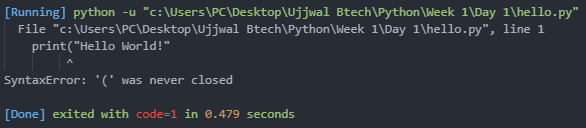 [Running] python -u "c:\Users\PC\Desktop\Ujjwal Btech\Python\Week 1\Day 1\hello.py"
  File "c:\Users\PC\Desktop\Ujjwal Btech\Python\Week 1\Day 1\hello.py", line 1
    print("Hello World!"
         ^
SyntaxError: '(' was never closed
[Done] exited with code=1 in 0.479 seconds